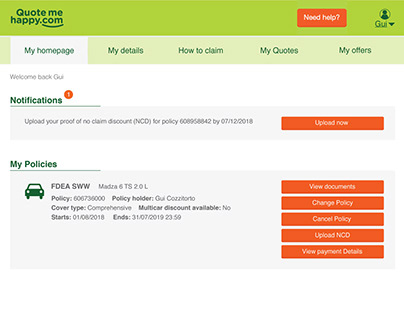 Quote me
happy.com
Need help?
Gui
My homepage
My details
How to claim
My Quotes
My offers
Welcome back Gui
Notifications 1
Upload your proof of no claim discount (NCD) for policy 608958842 by 07/12/2018
Upload now
My Policies
FDEA SWW Madza 6 TS 2.0 L
Policy: 606736000 Policy holder: Gui Cozzitorto
Cover type: Comprehensive Multicar discount available: No
Starts: 01/08/2018 Ends: 31/07/2019 23:59
View documents
Change Policy
Cancel Policy
Upload NCD
View payment Details